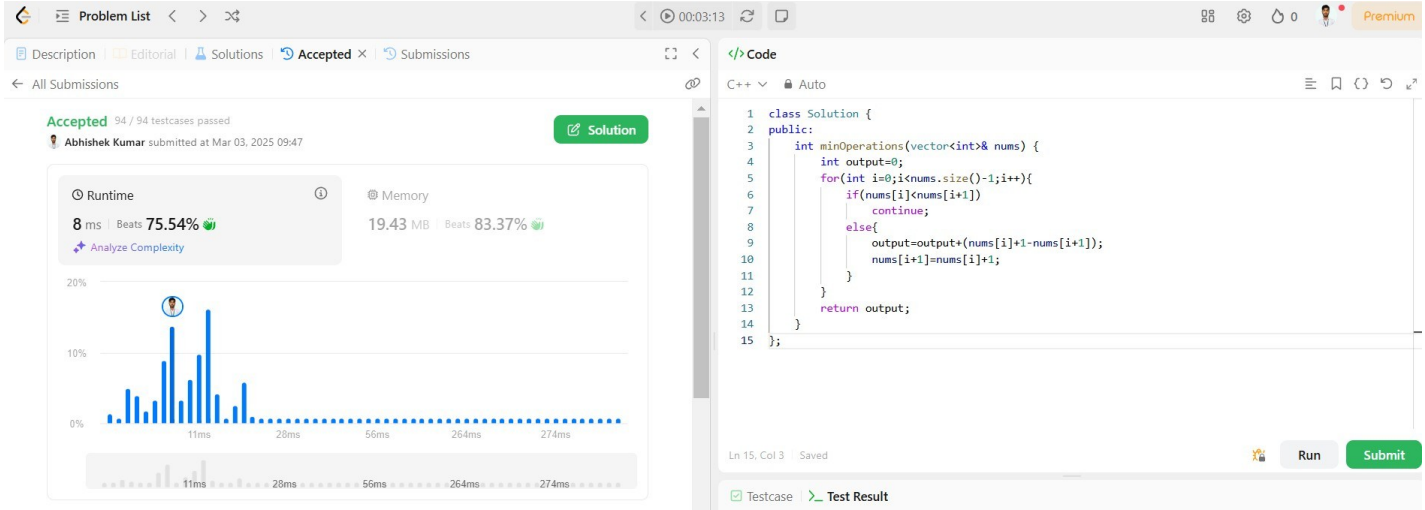 Problem List
00:03:13
0
Premium
Description
Editorial
Solutions
Accepted
Submissions
All Submissions
Accepted 94 / 94 testcases passed
Abhishek Kumar submitted at Mar 03, 2025 09:47
Solution
Runtime
8 ms Beats 75.54%
Analyze Complexity
Memory
19.43 MB Beats 83.37%
20%
10%
0%
11ms 28ms 56ms 264ms 274ms
11ms 28ms 56ms 264ms 274ms
</> Code
C++ Auto
1 class Solution {
2 public:
3 int minOperations(vector<int>& nums) {
4 int output=0;
5 for(int i=0;i<nums.size()-1;i++){
6 if(nums[i]<nums[i+1])
7 continue;
8 else{
9 output=output+(nums[i]+1-nums[i+1]);
10 nums[i+1]=nums[i]+1;
11 }
12 }
13 return output;
14 }
15 };
Ln 15, Col 3 Saved
Run
Submit
Testcase
Test Result